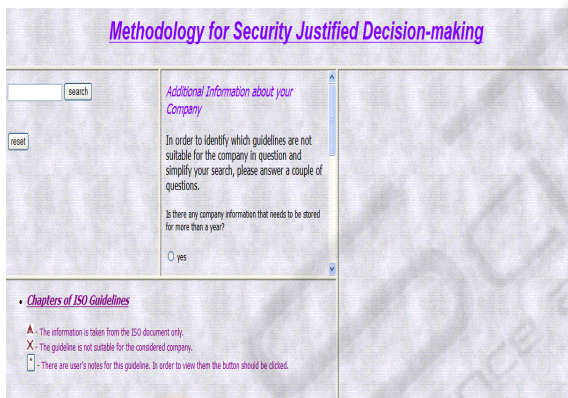 Methodology for Security Justified Decision-making
search
reset
Additional Information about your
Company
In order to identify which guidelines are not
suitable for the company in question and
simplify your search, please answer a couple of
questions.
Is there any company information that needs to be stored
for more than a year?
yes
• Chapters of ISO Guidelines
- The information is taken from the ISO document only.
X - The guideline is not suitable for the considered company.
* - There are user's notes for this guideline. In order to view them the button should be clicked.